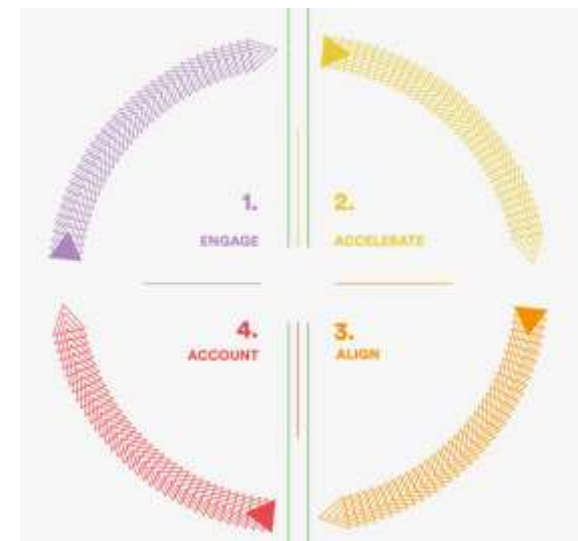 1.
ENGAGE
2.
ACCELERATE
3.
ALIGN
4.
ACCOUNT